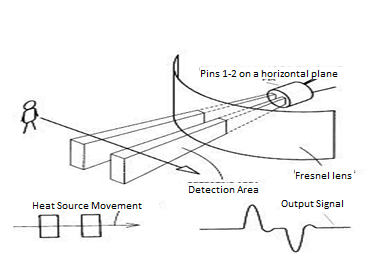 'Pins 1-2 on a horizontal plane
'Fresnel lens'
Detection Area
Heat Source Movement
Output Signal